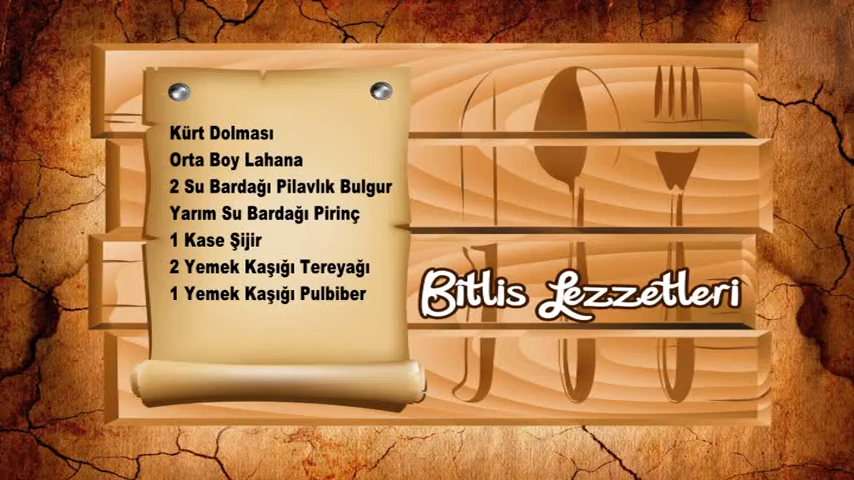 Kürt Dolması
Orta Boy Lahana
2 Su Bardağı Pilavlık Bulgur
Yarım Su Bardağı Pirinç
1 Kase Şijir
2 Yemek Kaşığı Tereyağı
1 Yemek Kaşığı Pulbiber
Bitlis Lezzetleri